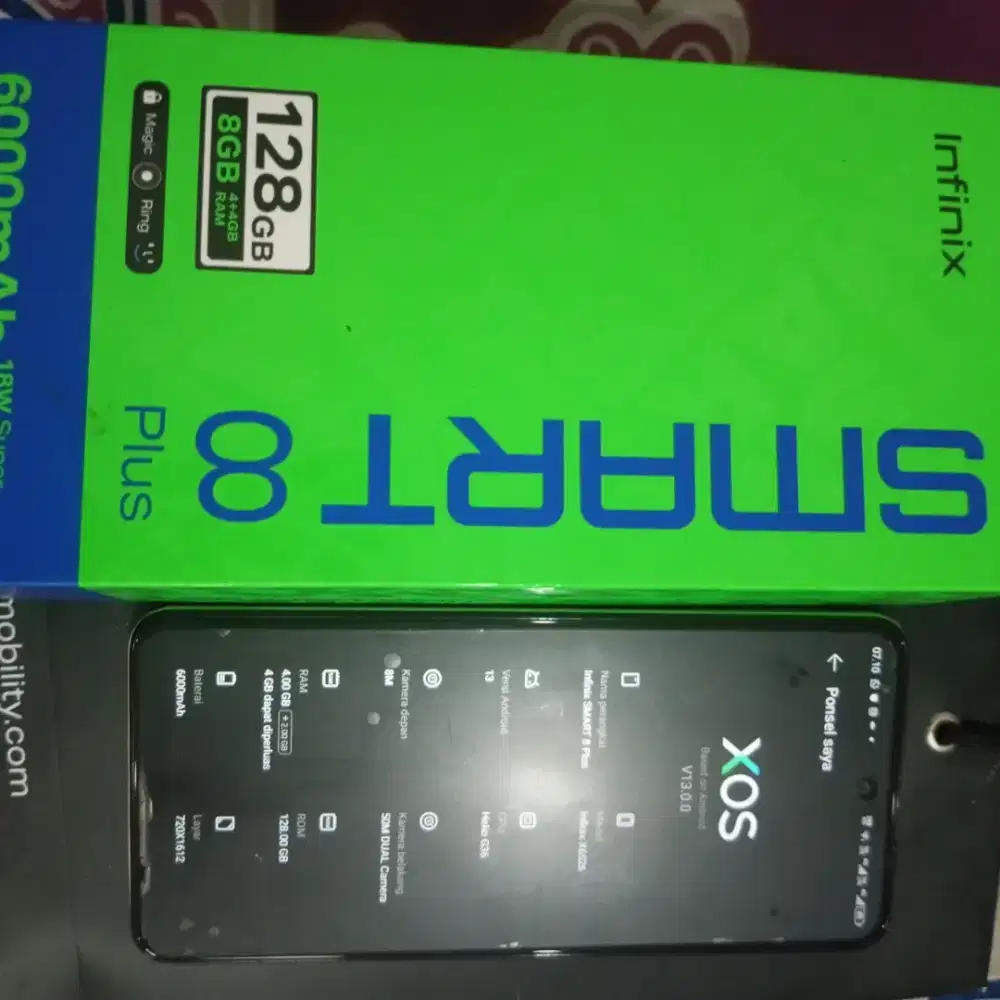 Infinix
SMART 8
Plus
128GB
8GB 4+4GB
RAM
Magic Ring
6000mAh 18W Super
07.10
Ponsel saya
XOS
Based on Android
V13.0.0
Nama perangkat
Infinix SMART 8 Plus
Model
Versi Android
13
CPU
Helio G36
Kamera depan
8M
Kamera belakang
50M DUAL Camera
RAM
4.00 GB +2.00 GB
4 GB dapat diperluas
ROM
128.00 GB
Baterai
6000mAh
Layar
720X1612
mobility.com